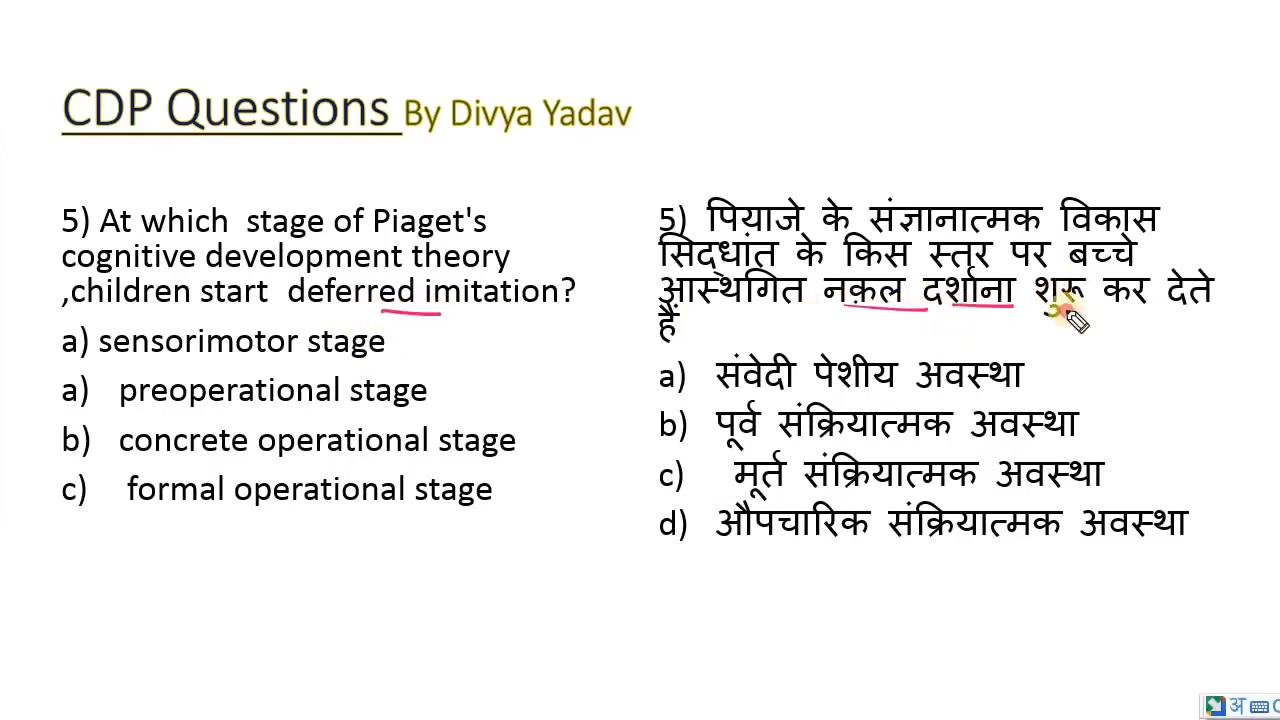 CDP Questions By Divya Yadav
5) At which stage of Piaget's
cognitive development theory
,children start deferred imitation?
a) sensorimotor stage
a) preoperational stage
b) concrete operational stage
c) formal operational stage
5) पियाजे के संज्ञानात्मक विकास
सिद्धांत के किस स्तर पर बच्चे
आस्थगित नक़ल दर्शाना शुरू कर देते
हैं
a) संवेदी पेशीय अवस्था
b) पूर्व संक्रियात्मक अवस्था
c) मूर्त संक्रियात्मक अवस्था
d) औपचारिक संक्रियात्मक अवस्था
अ